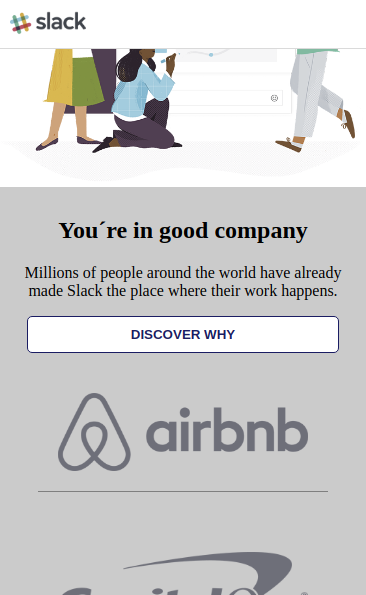 slack
You´re in good company
Millions of people around the world have already
made Slack the place where their work happens.
DISCOVER WHY
airbnb